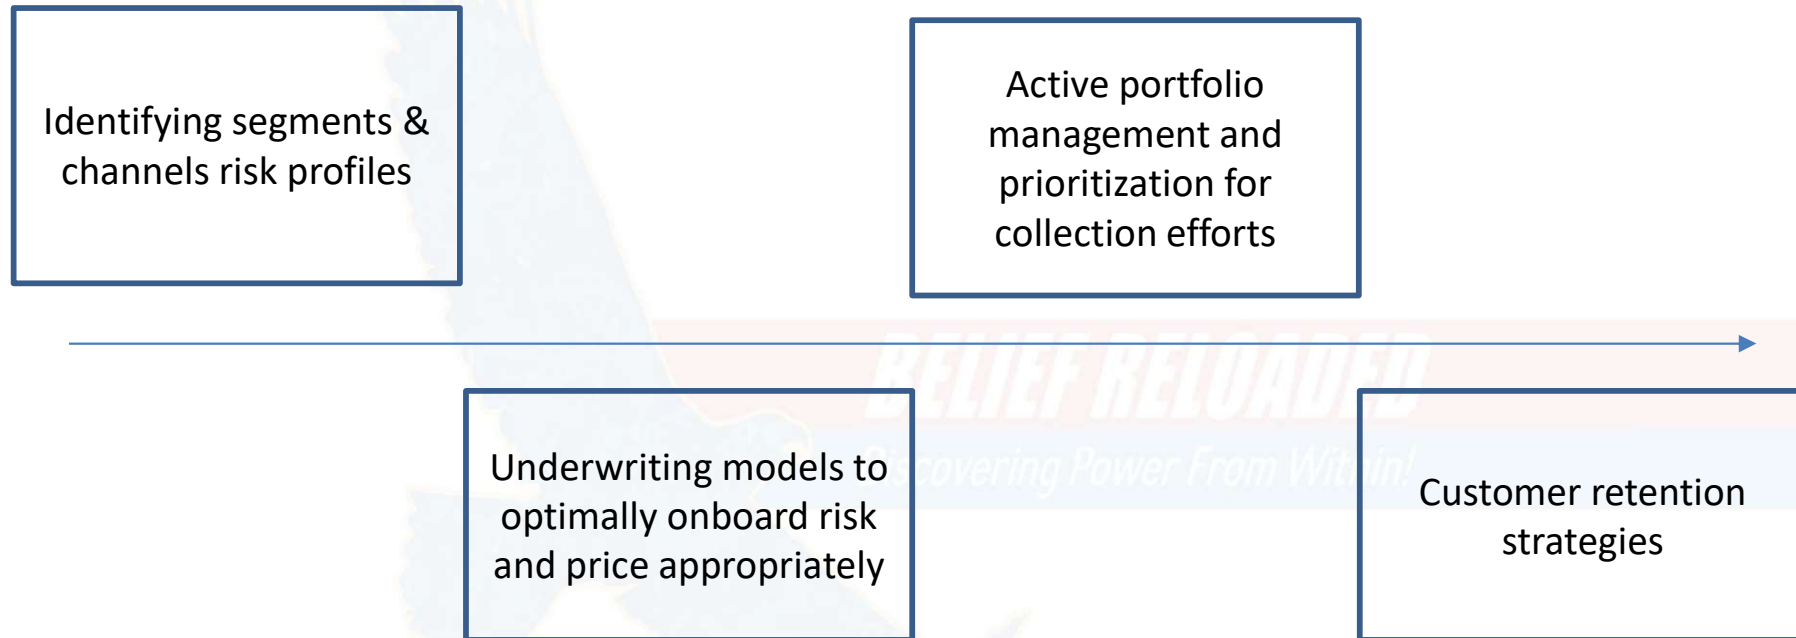 Identifying segments &
channels risk profiles
Active portfolio
management and
prioritization for
collection efforts
BELIEF RELOADED
Discovering Power From Within!
Underwriting models to
optimally onboard risk
and price appropriately
Customer retention
strategies